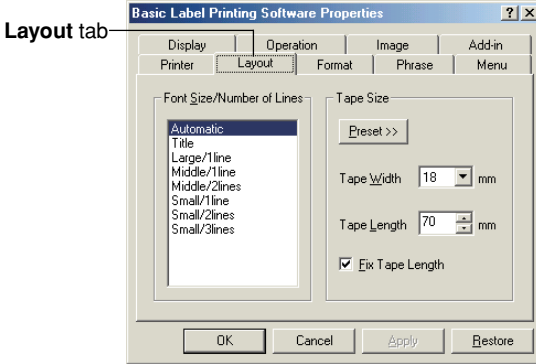 Basic Label Printing Software Properties
Layout tab
Display Operation Image Add-in
Printer Layout Format Phrase Menu
Font Size/Number of Lines
Tape Size
Automatic
Title
Large/1line
Middle/1line
Middle/2lines
Small/1line
Small/2lines
Small/3lines
Preset >>
Tape Width 18 mm
Tape Length 70 mm
Fix Tape Length
OK Cancel Apply Restore